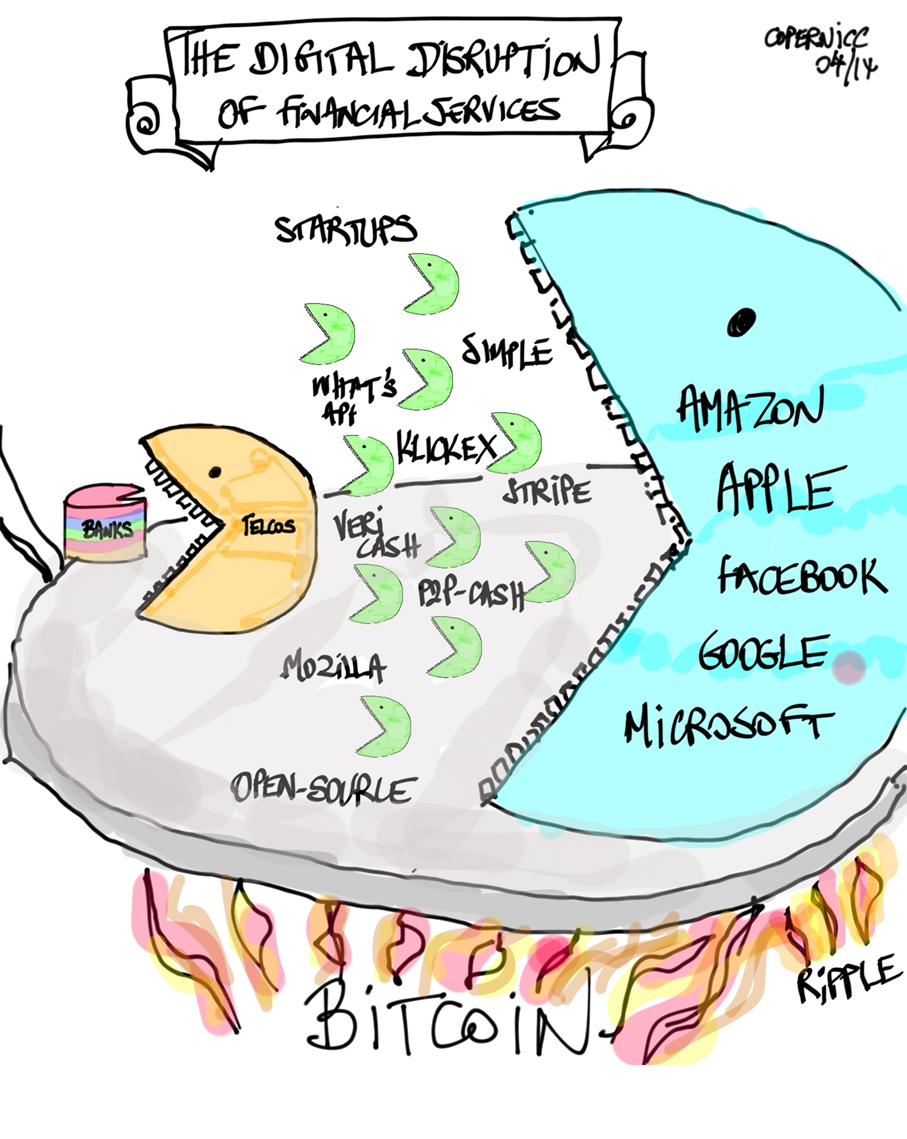 THE DIGITAL DISRUPTION
OF FINANCIAL SERVICES
COPERNICC
04/14
STARTUPS
SIMPLE
WHAT'S
APP
KLICKEX
STRIPE
VERI
CASH
P2P-CASH
MOZILLA
OPEN-SOURCE
BANKS
TELCOS
AMAZON
APPLE
FACEBOOK
GOOGLE
MICROSOFT
BITCOIN
RIPPLE